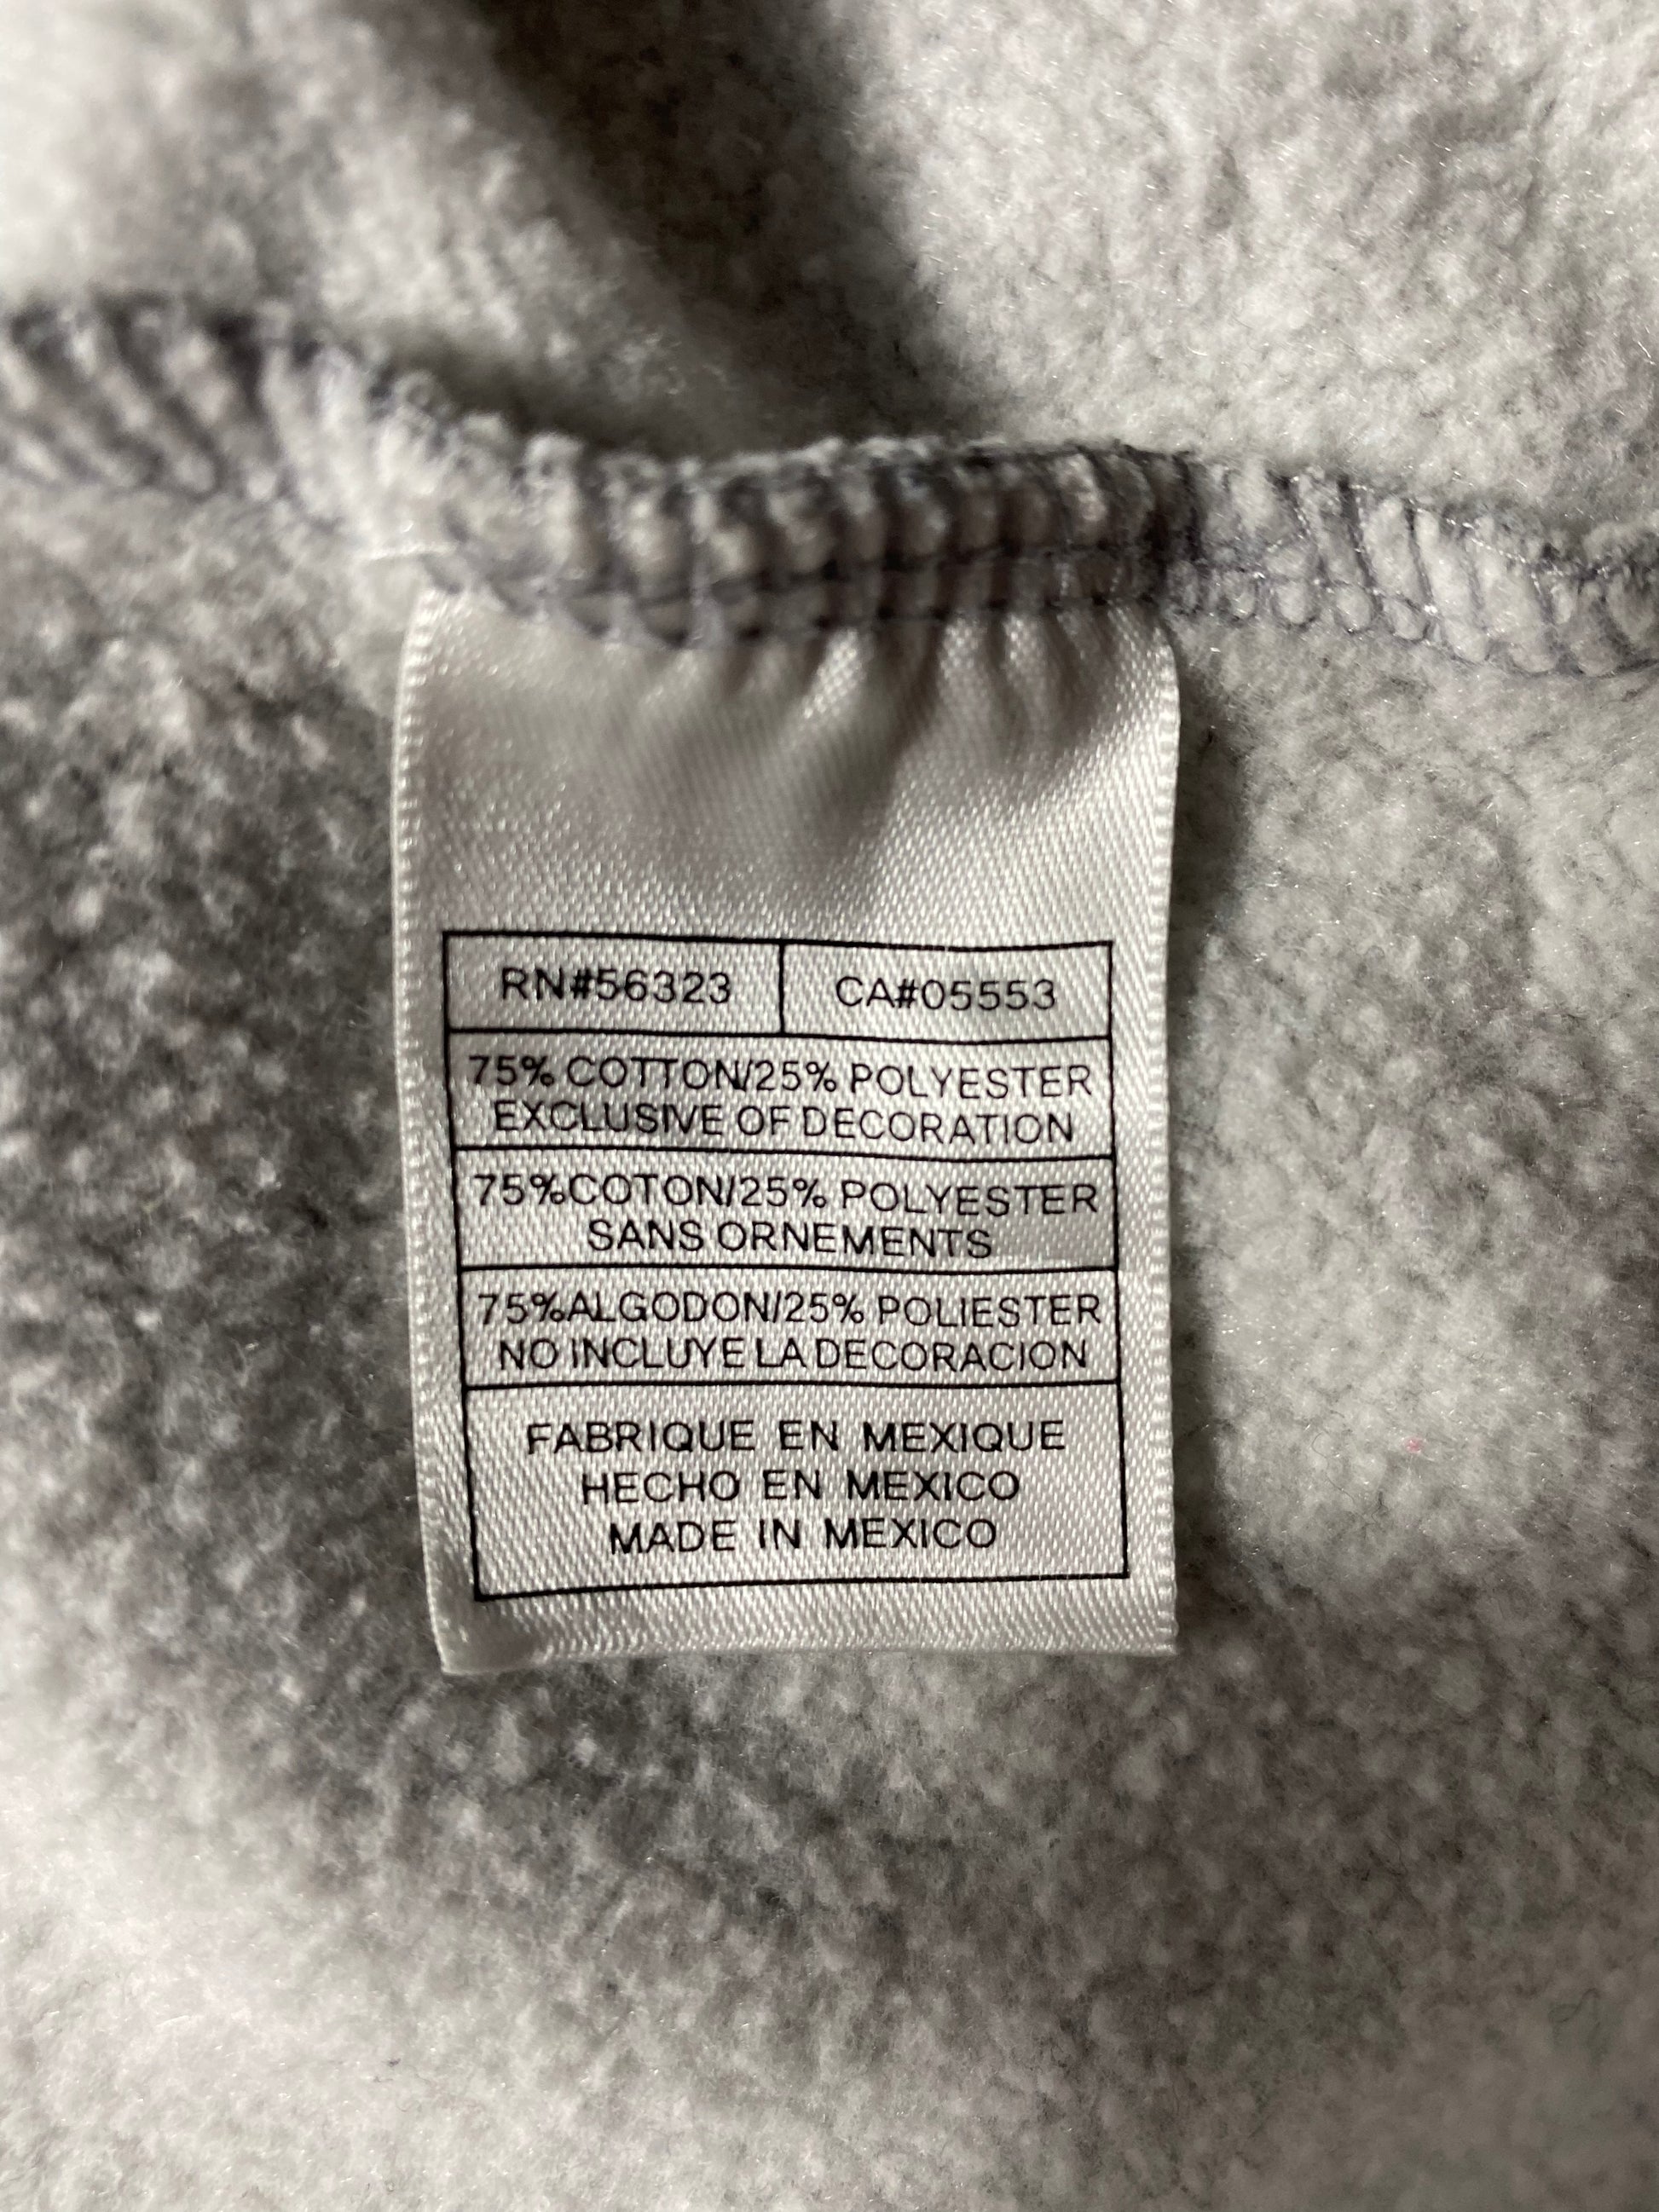 RN#56323 CA#05553
75% COTTON/25% POLYESTER
EXCLUSIVE OF DECORATION
75%COTON/25% POLYESTER
SANS ORNEMENTS
75%ALGODON/25% POLIESTER
NO INCLUYE LA DECORACION
FABRIQUE EN MEXIQUE
HECHO EN MEXICO
MADE IN MEXICO